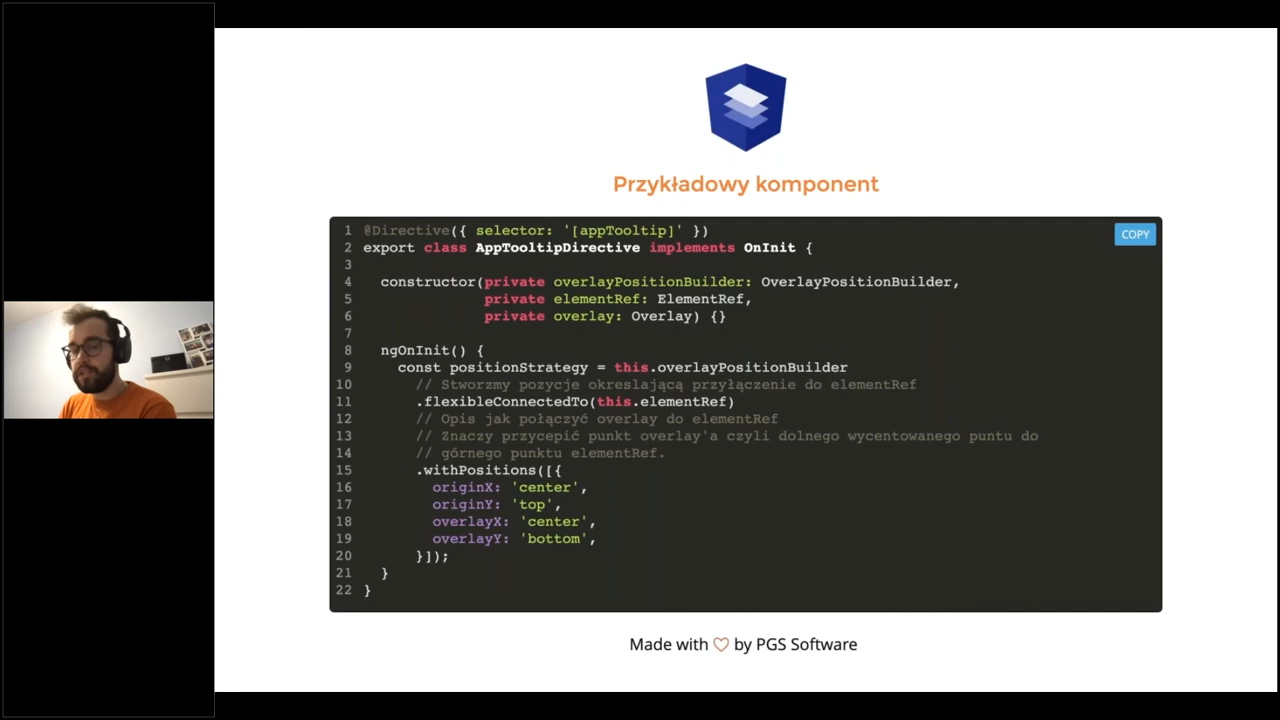 Przykładowy komponent
COPY
1 @Directive({ selector: '[appTooltip]' })
2 export class AppTooltipDirective implements OnInit {
3
4 constructor(private overlayPositionBuilder: OverlayPositionBuilder,
5 private elementRef: ElementRef,
6 private overlay: Overlay) {}
7
8 ngOnInit() {
9 const positionStrategy = this.overlayPositionBuilder
10 // Stworzmy pozycje okreslającą przyłączenie do elementRef
11 .flexibleConnectedTo(this.elementRef)
12 // Opis jak połączyć overlay do elementRef
13 // Znaczy przycepić punkt overlay'a czyli dolnego wycentowanego puntu do
14 // górnego punktu elementRef.
15 .withPositions([{
16 originX: 'center',
17 originY: 'top',
18 overlayX: 'center',
19 overlayY: 'bottom',
20 }]);
21 }
22 }
Made with ♡ by PGS Software